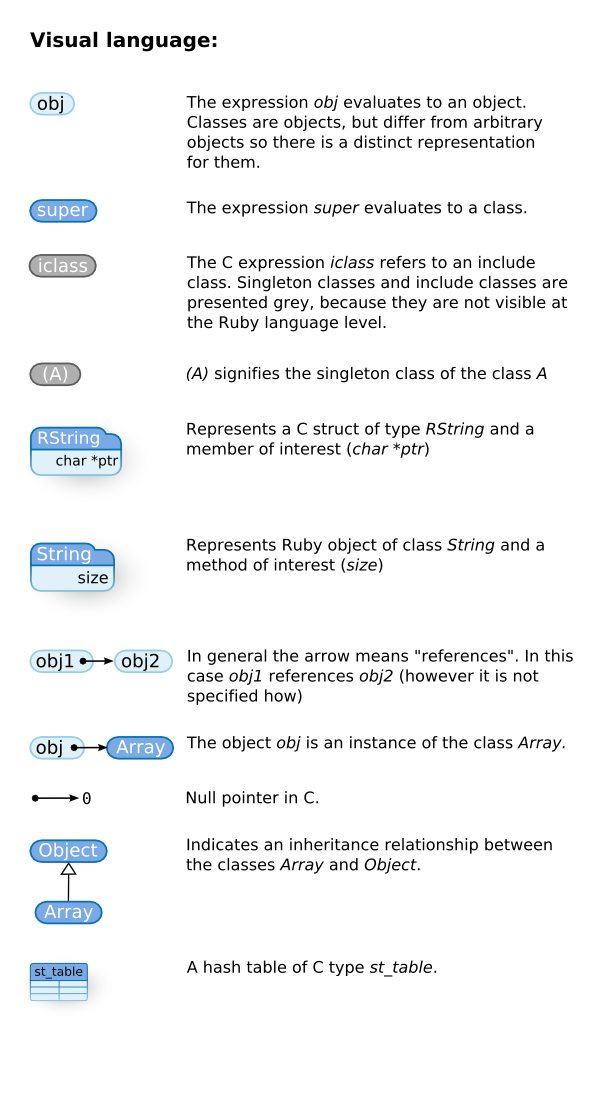 Visual language:
obj
The expression obj evaluates to an object.
Classes are objects, but differ from arbitrary
objects so there is a distinct representation
for them.
super
The expression super evaluates to a class.
iclass
The C expression iclass refers to an include
class. Singleton classes and include classes are
presented grey, because they are not visible at
the Ruby language level.
(A)
(A) signifies the singleton class of the class A
RString
char *ptr
Represents a C struct of type RString and a
member of interest (char *ptr)
String
size
Represents Ruby object of class String and a
method of interest (size)
obj1 obj2
In general the arrow means "references". In this
case obj1 references obj2 (however it is not
specified how)
obj Array
The object obj is an instance of the class Array.
0
Null pointer in C.
Object
Array
Indicates an inheritance relationship between
the classes Array and Object.
st_table
A hash table of C type st_table.